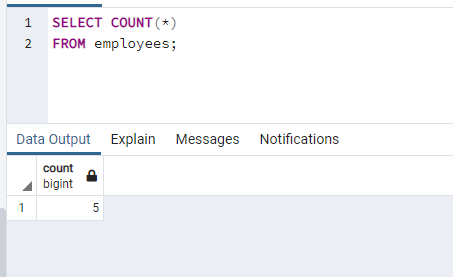 1 SELECT COUNT(*)
2 FROM employees;
Data Output Explain Messages Notifications
count
bigint
1 5